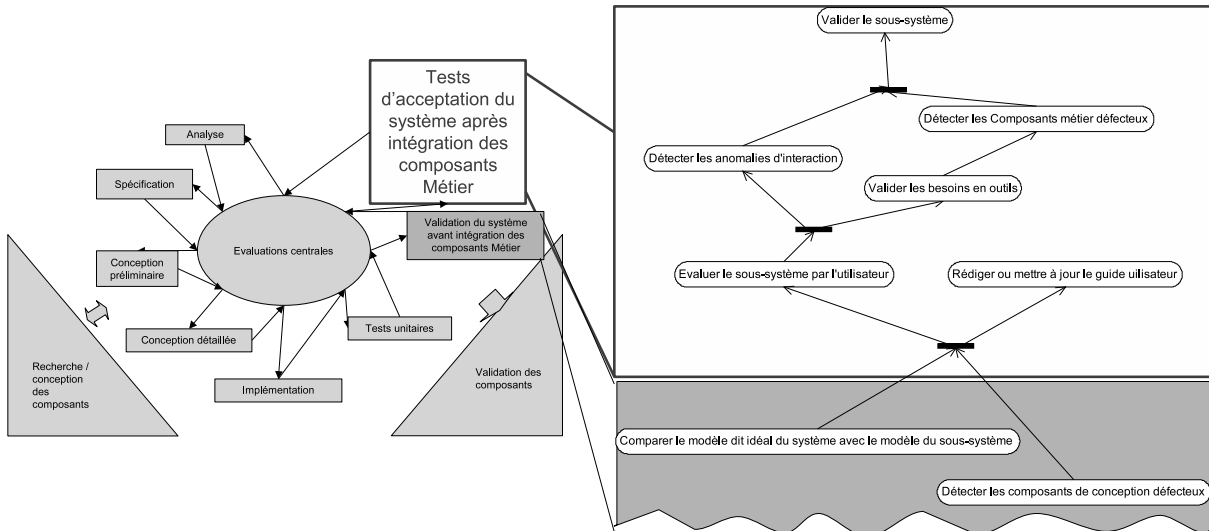 Tests
d'acceptation du
système après
intégration des
composants
Métier
Analyse
Spécification
Evaluations centrales
Validation du système
avant intégration des
composants Métier
Conception
préliminaire
Conception détaillée
Tests unitaires
Implémentation
Recherche /
conception
des
composants
Validation des
composants
Valider le sous-système
Détecter les Composants métier défecteux
Détecter les anomalies d'interaction
Valider les besoins en outils
Evaluer le sous-système par l'utilisateur
Rédiger ou mettre à jour le guide uilisateur
Comparer le modèle dit idéal du système avec le modèle du sous-système
Détecter les composants de conception défecteux